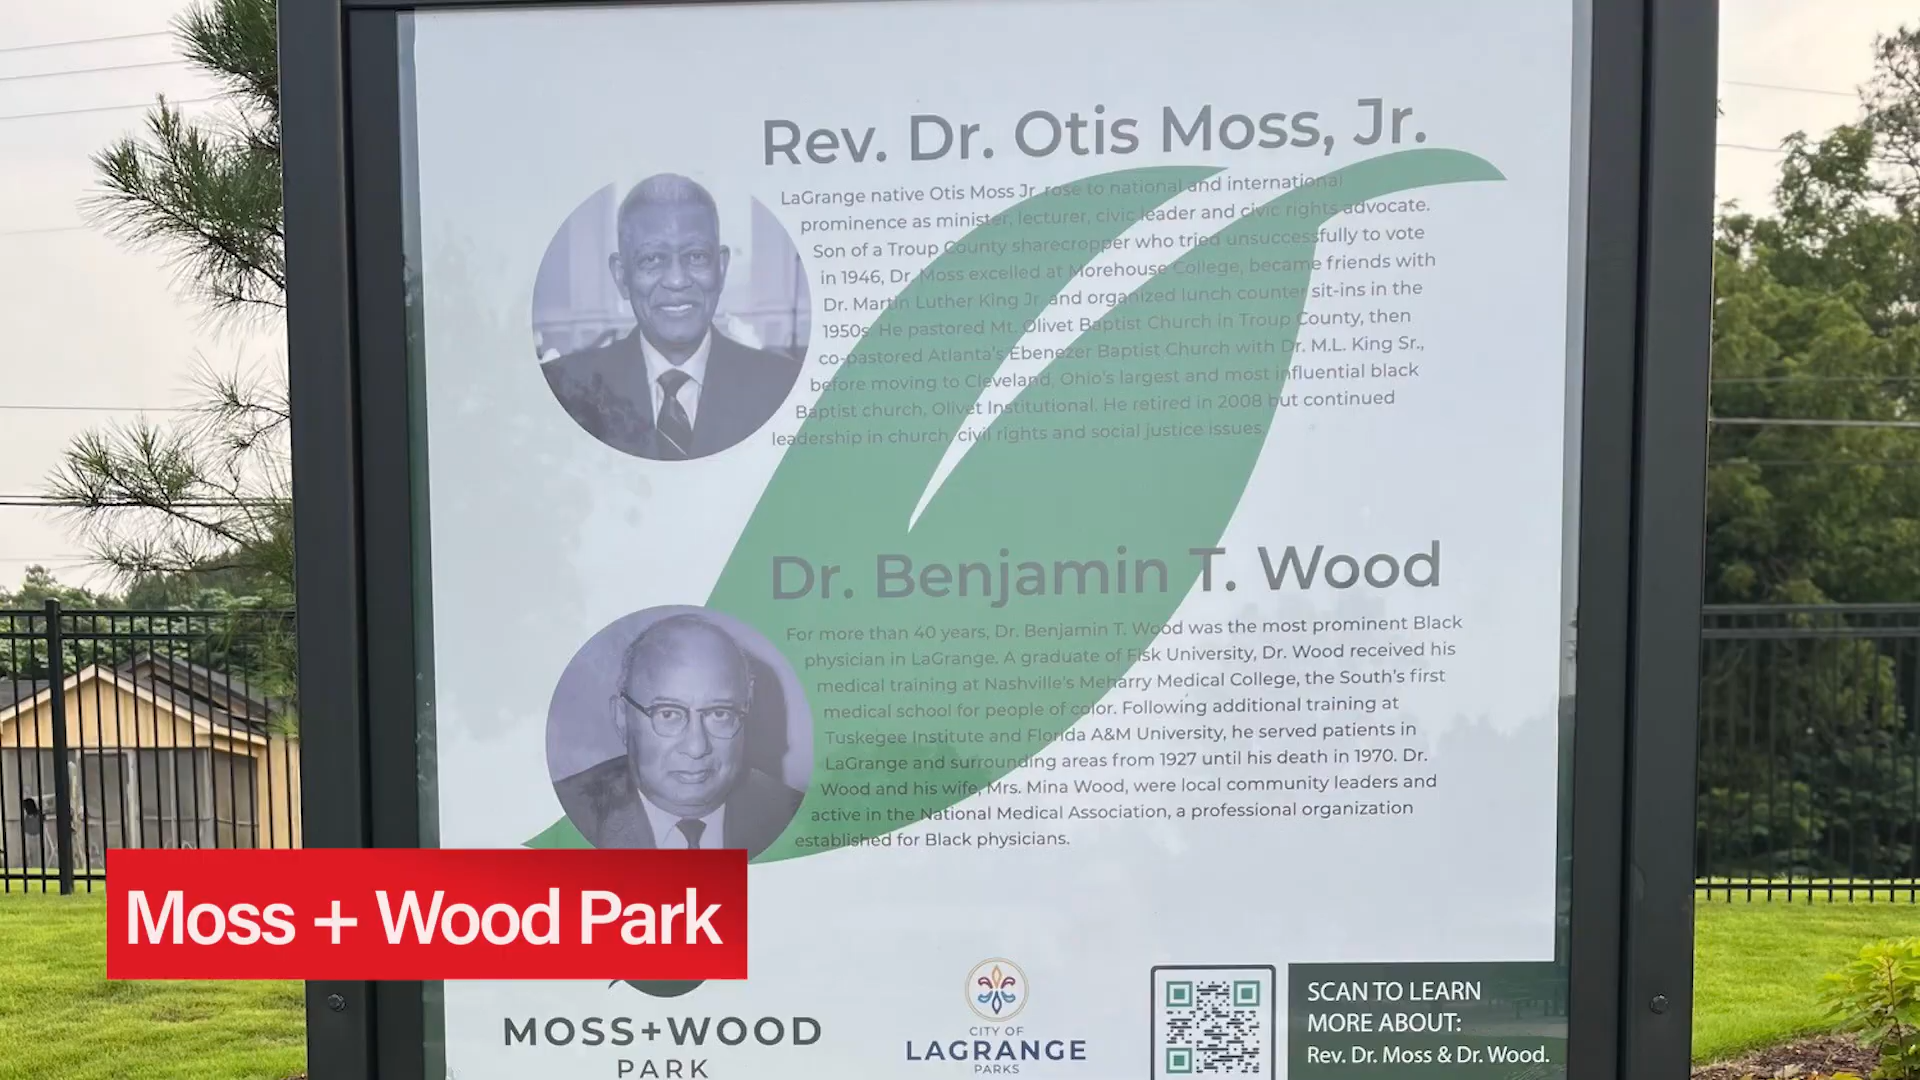 Rev. Dr. Otis Moss, Jr.
LaGrange native Otis Moss Jr. rose to national and international
prominence as minister, lecturer, civic leader and civic rights advocate.
Son of a Troup County sharecropper who tried unsuccessfully to vote
in 1946, Dr. Moss excelled at Morehouse College, became friends with
Dr. Martin Luther King Jr. and organized lunch counter sit-ins in the
1950s. He pastored Mt. Olivet Baptist Church in Troup County, then
co-pastored Atlanta's Ebenezer Baptist Church with Dr. M.L. King Sr.,
before moving to Cleveland, Ohio's largest and most influential black
Baptist church, Olivet Institutional. He retired in 2008 but continued
leadership in church, civil rights and social justice issues.
Dr. Benjamin T. Wood
For more than 40 years, Dr. Benjamin T. Wood was the most prominent Black
physician in LaGrange. A graduate of Fisk University, Dr. Wood received his
medical training at Nashville's Meharry Medical College, the South's first
medical school for people of color. Following additional training at
Tuskegee Institute and Florida A&M University, he served patients in
LaGrange and surrounding areas from 1927 until his death in 1970. Dr.
Wood and his wife, Mrs. Mina Wood, were local community leaders and
active in the National Medical Association, a professional organization
established for Black physicians.
Moss + Wood Park
MOSS+WOOD
PARK
CITY OF
LAGRANGE
PARKS
SCAN TO LEARN
MORE ABOUT:
Rev. Dr. Moss & Dr. Wood.